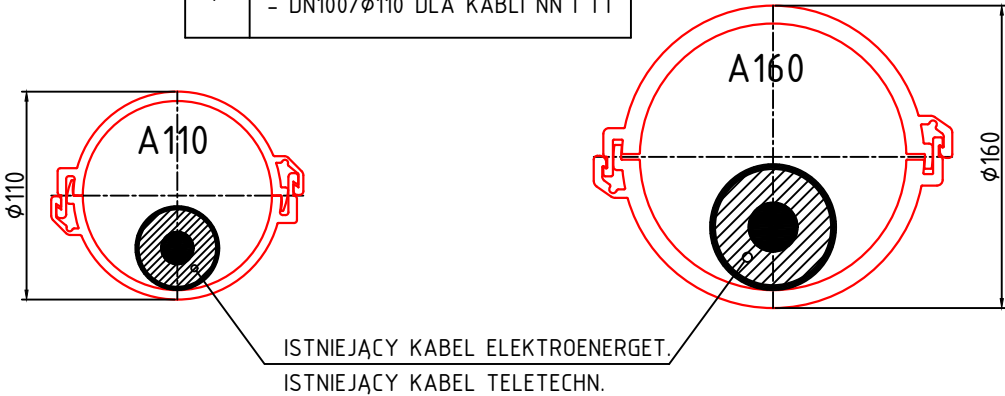 - DN100/ϕ110 DLA KABLI NN I TT
A110
A160
ϕ110
ϕ160
ISTNIEJĄCY KABEL ELEKTROENERGET.
ISTNIEJĄCY KABEL TELETECHN.